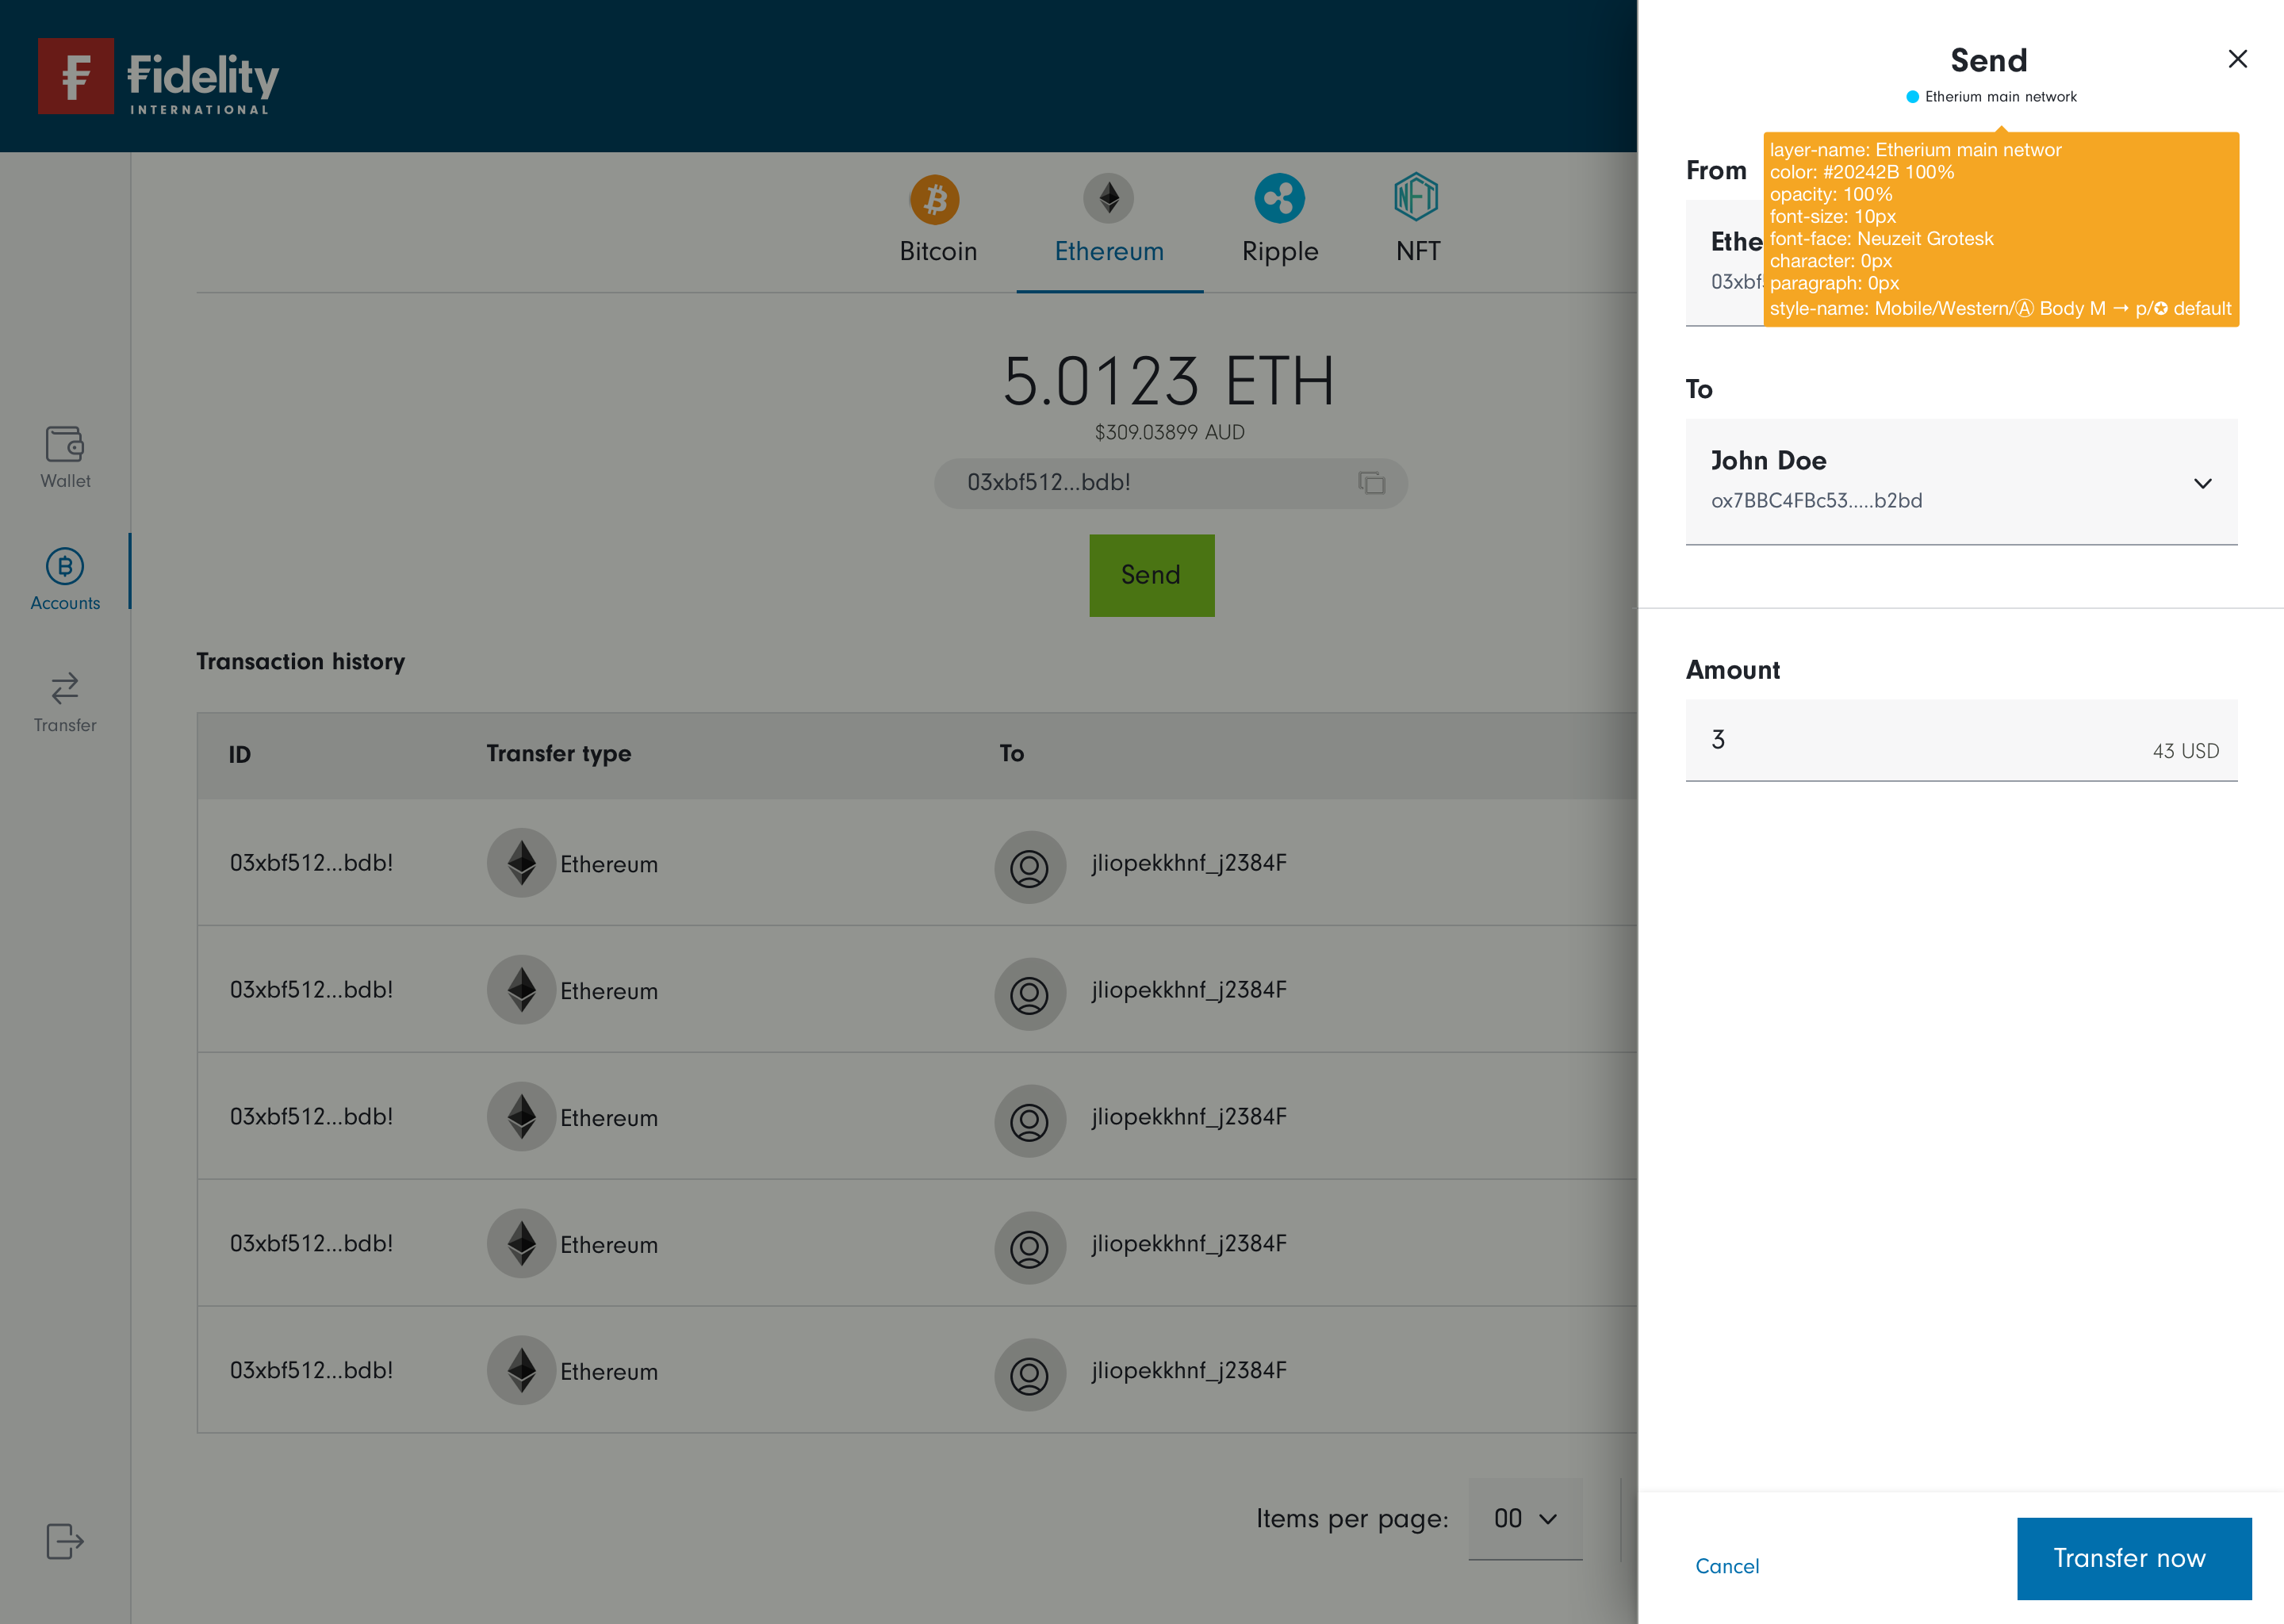 Fidelity
INTERNATIONAL
Wallet
Accounts
Transfer
Bitcoin
Ethereum
Ripple
NFT
5.0123 ETH
$309.03899 AUD
03xbf512...bdb!
Send
Transaction history
ID Transfer type To
03xbf512...bdb! Ethereum jliopekkhnf_j2384F
03xbf512...bdb! Ethereum jliopekkhnf_j2384F
03xbf512...bdb! Ethereum jliopekkhnf_j2384F
03xbf512...bdb! Ethereum jliopekkhnf_j2384F
03xbf512...bdb! Ethereum jliopekkhnf_j2384F
Items per page: 00
Send
Etherium main network
layer-name: Etherium main networ
color: #20242B 100%
opacity: 100%
font-size: 10px
font-face: Neuzeit Grotesk
character: 0px
paragraph: 0px
style-name: Mobile/Western/Ⓐ Body M → p/✪ default
From
Ethe
03xbf
To
John Doe
ox7BBC4FBc53.....b2bd
Amount
3
43 USD
Cancel
Transfer now